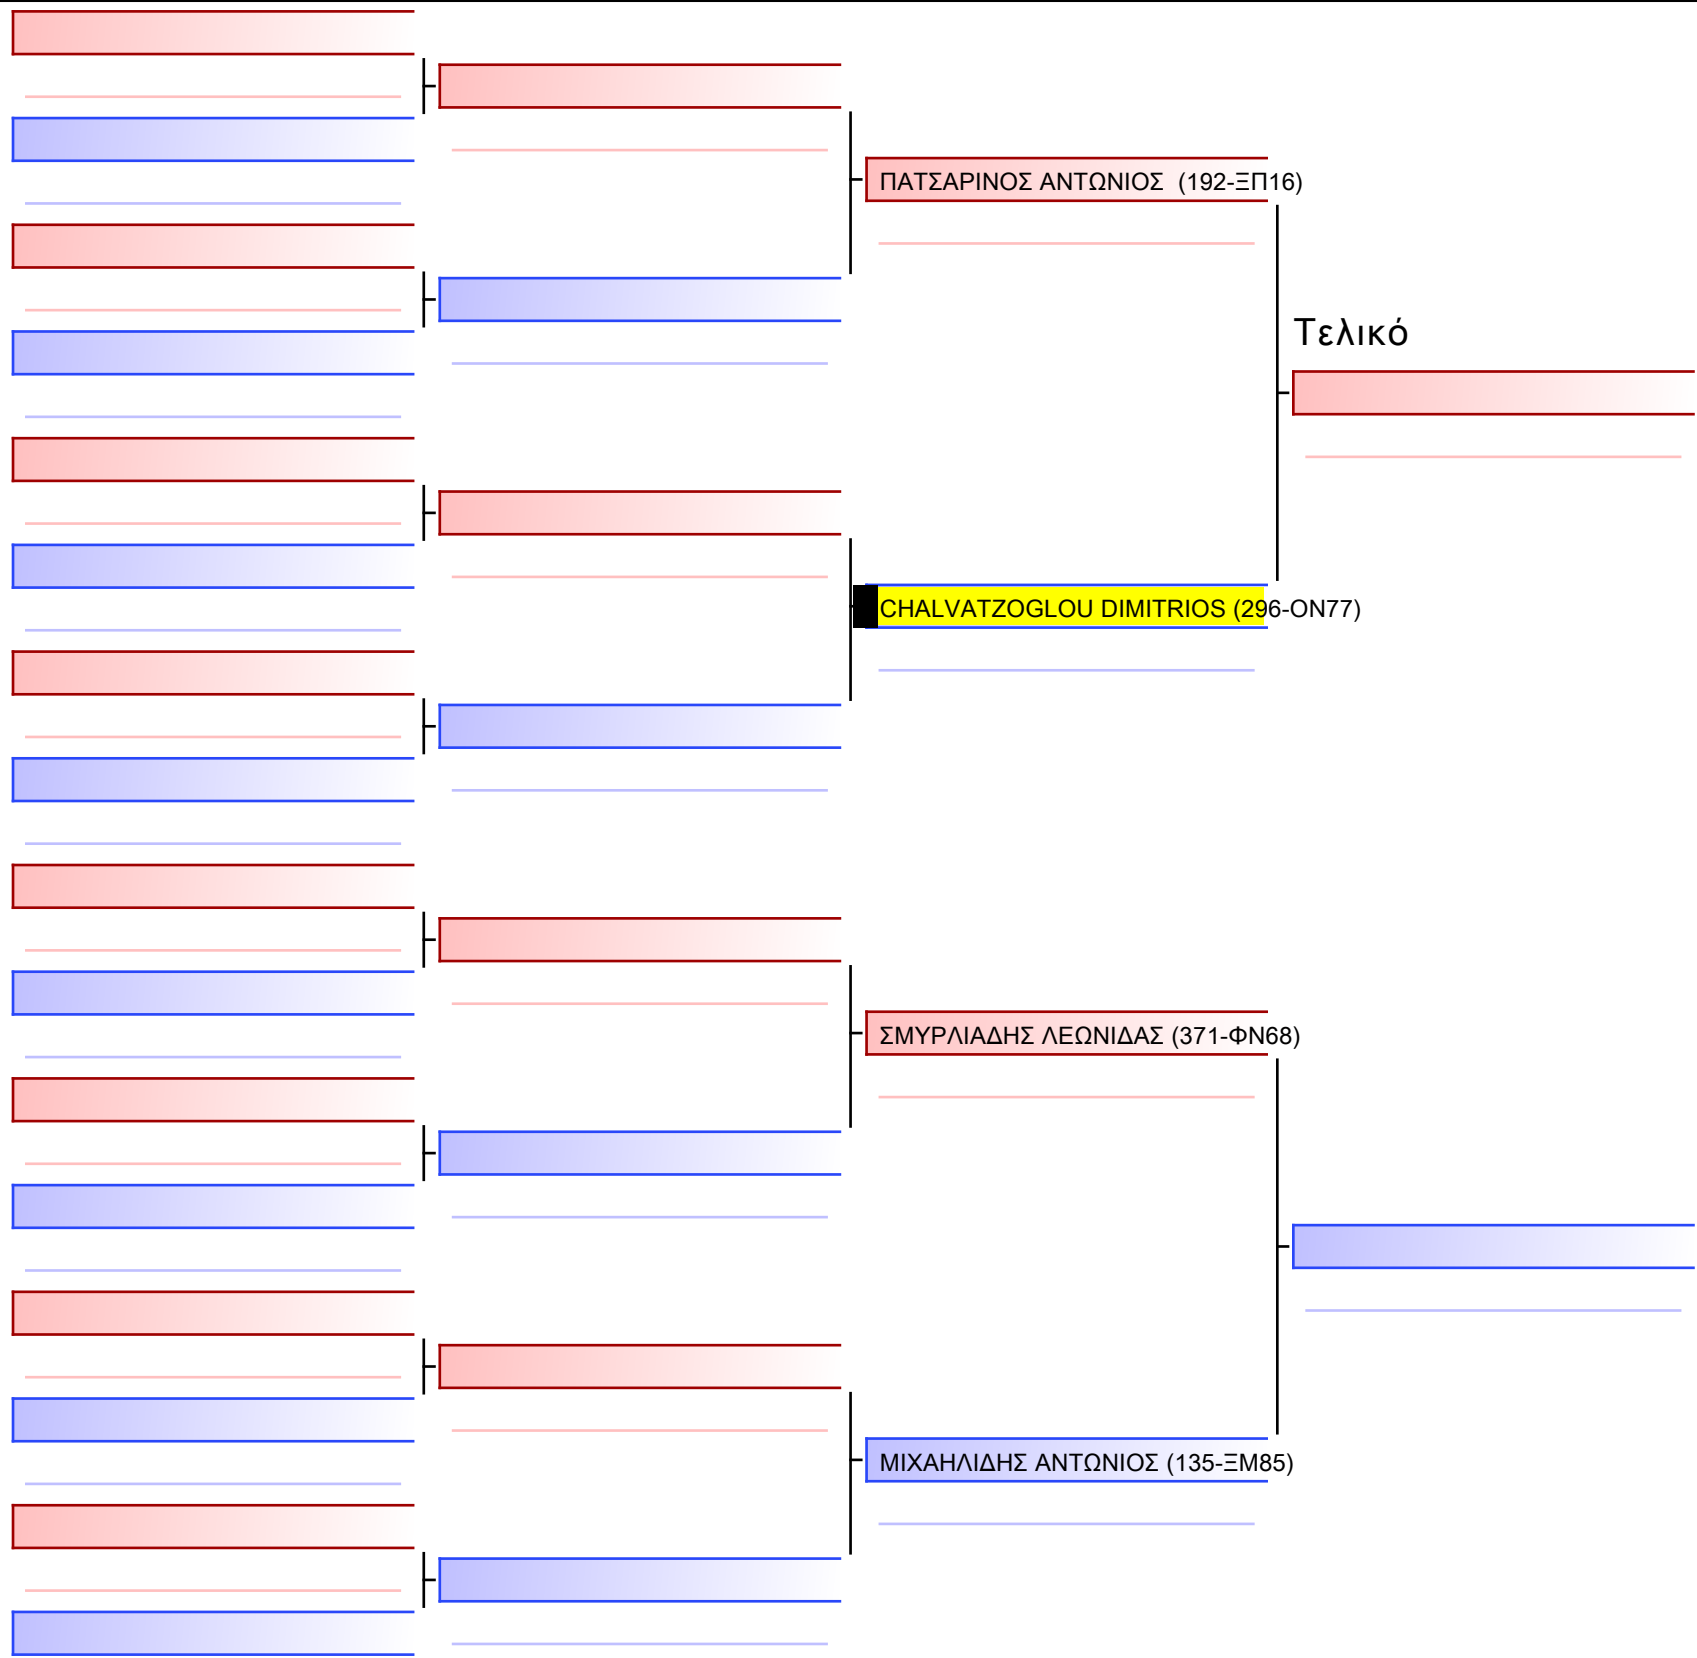 ΠΑΤΣΑΡΙΝΟΣ ΑΝΤΩΝΙΟΣ (192-ΞΠ16)
Τελικό
CHALVATZOGLOU DIMITRIOS (296-ON77)
ΣΜΥΡΛΙΑΔΗΣ ΛΕΩΝΙΔΑΣ (371-ΦΝ68)
ΜΙΧΑΗΛΙΔΗΣ ΑΝΤΩΝΙΟΣ (135-ΞΜ85)